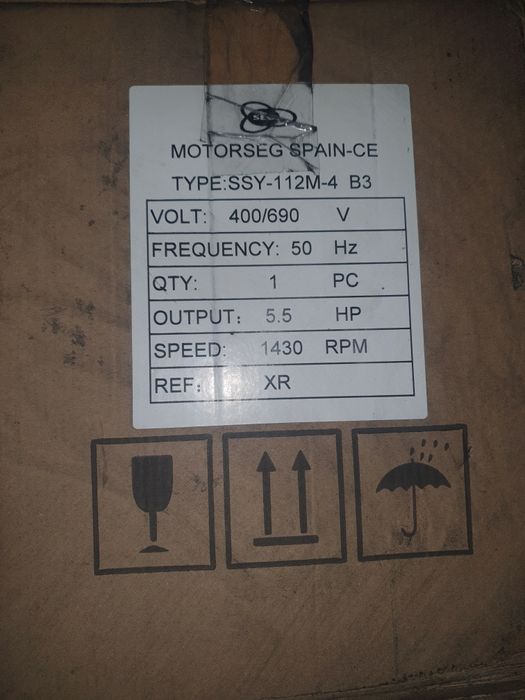 SEG
MOTORSEG SPAIN-CE
TYPE:SSY-112M-4 B3
VOLT: 400/690 V
FREQUENCY: 50 Hz
QTY: 1 PC
OUTPUT: 5.5 HP
SPEED: 1430 RPM
REF: XR